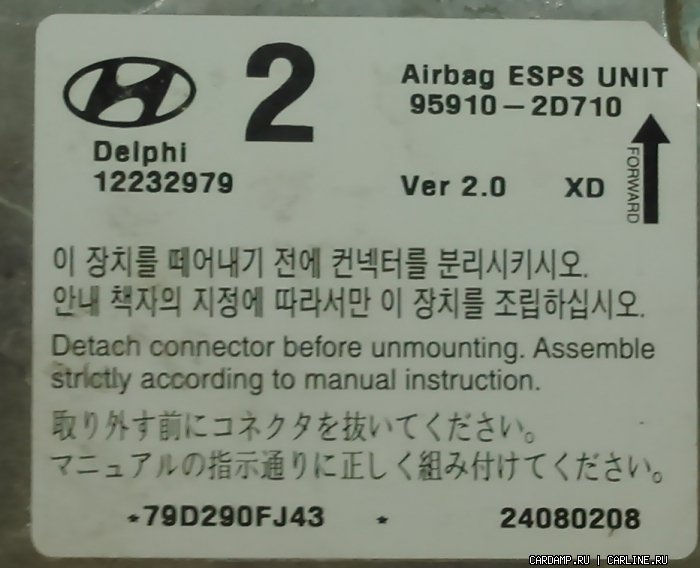 2
Airbag ESPS UNIT
95910-2D710
Delphi
12232979
Ver 2.0 XD
FORWARD
이 장치를 떼어내기 전에 컨넥터를 분리시키시오.
안내 책자의 지정에 따라서만 이 장치를 조립하십시오.
Detach connector before unmounting. Assemble
strictly according to manual instruction.
取り外す前にコネクタを抜いてください。
マニュアルの指示通りに正しく組み付けてください。
*79D290FJ43 * 24080208
CARDAMP.RU | CARLINE.RU